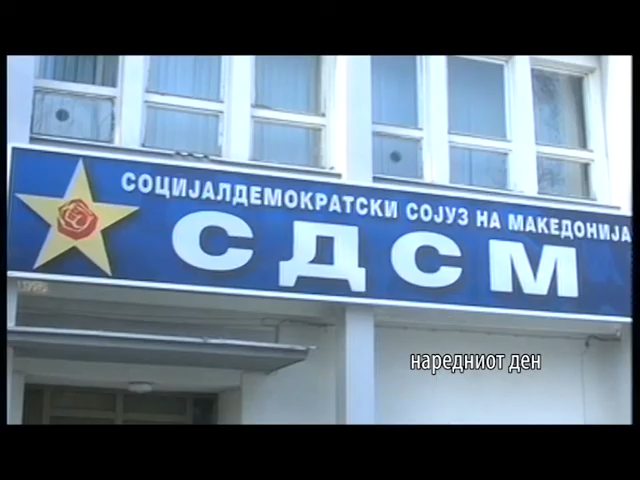 СОЦИЈАЛДЕМОКРАТСКИ СОЈУЗ НА МАКЕДОНИЈА
СДСМ
наредниот ден